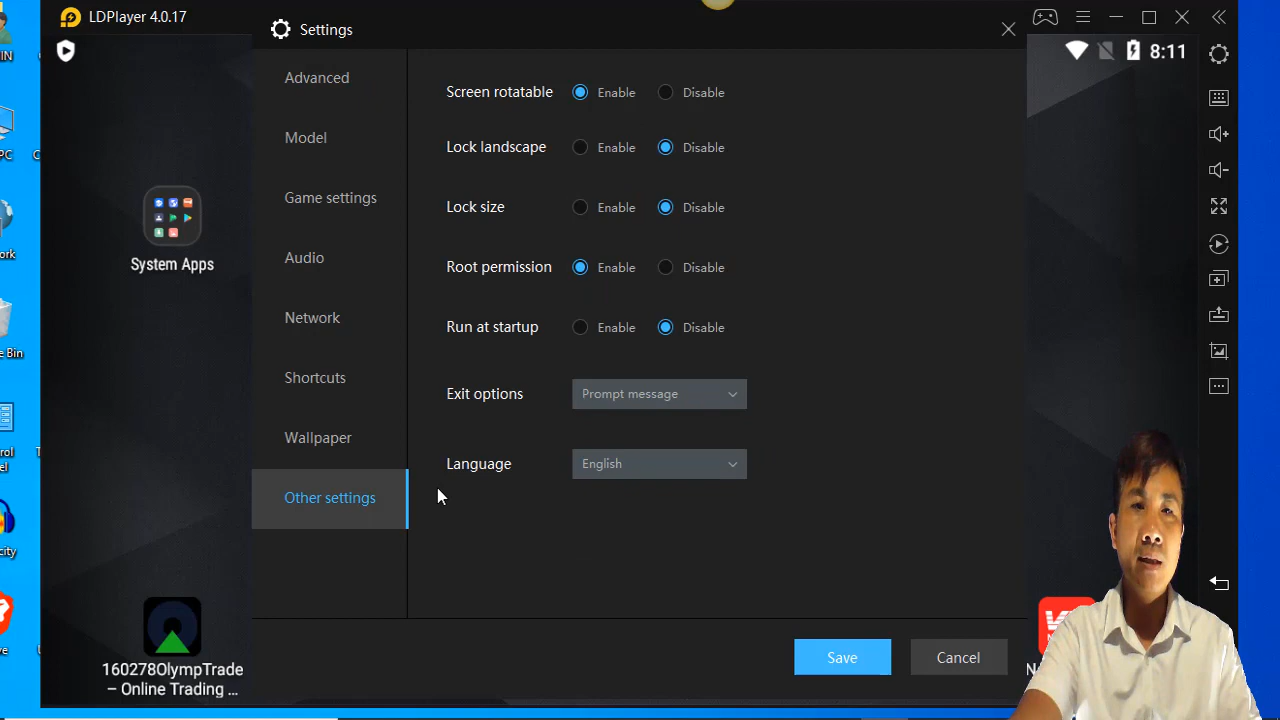 LDPlayer 4.0.17
Settings
8:11
Advanced
Model
Game settings
Audio
Network
Shortcuts
Wallpaper
Other settings
Screen rotatable Enable Disable
Lock landscape Enable Disable
Lock size Enable Disable
Root permission Enable Disable
Run at startup Enable Disable
Exit options Prompt message
Language English
Save Cancel
System Apps
160278OlympTrade
– Online Trading ...